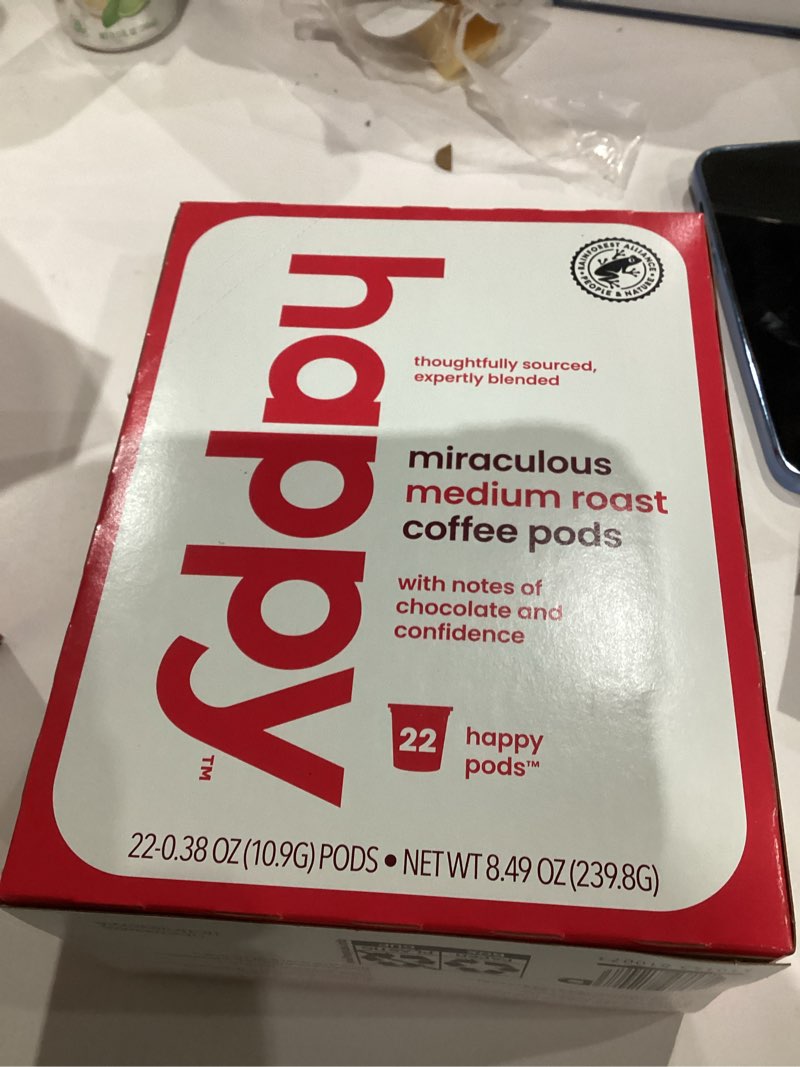 happy
TM
RAINFOREST ALLIANCE
PEOPLE & NATURE
thoughtfully sourced,
expertly blended
miraculous
medium roast
coffee pods
with notes of
chocolate and
confidence
22
happy
pods™
22-0.38 OZ (10.9G) PODS • NET WT 8.49 OZ (239.8G)